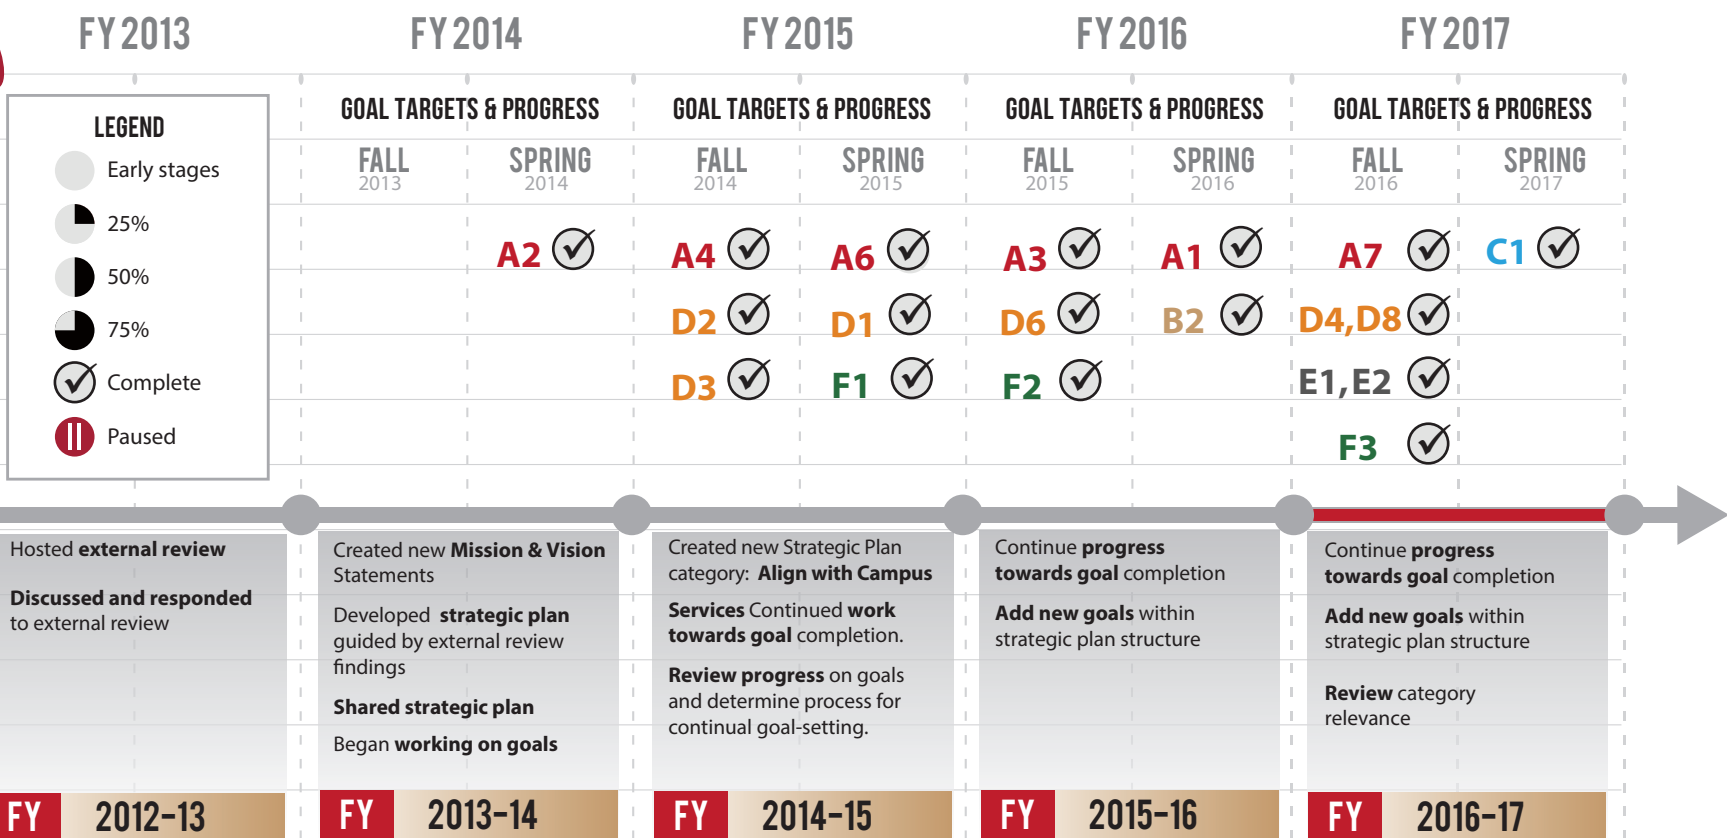 FY 2013
FY 2014
FY 2015
FY 2016
FY 2017
LEGEND
Early stages
25%
50%
75%
Complete
Paused
GOAL TARGETS & PROGRESS
GOAL TARGETS & PROGRESS
GOAL TARGETS & PROGRESS
GOAL TARGETS & PROGRESS
FALL
2013
SPRING
2014
FALL
2014
SPRING
2015
FALL
2015
SPRING
2016
FALL
2016
SPRING
2017
A2
A4
A6
A3
A1
A7
C1
D2
D1
D6
B2
D4,D8
D3
F1
F2
E1,E2
F3
Hosted external review
Discussed and responded
to external review
Created new Mission & Vision
Statements
Developed strategic plan
guided by external review
findings
Shared strategic plan
Began working on goals
Created new Strategic Plan
category: Align with Campus
Services Continued work
towards goal completion.
Review progress on goals
and determine process for
continual goal-setting.
Continue progress
towards goal completion
Add new goals within
strategic plan structure
Continue progress
towards goal completion
Add new goals within
strategic plan structure
Review category
relevance
FY 2012-13
FY 2013-14
FY 2014-15
FY 2015-16
FY 2016-17